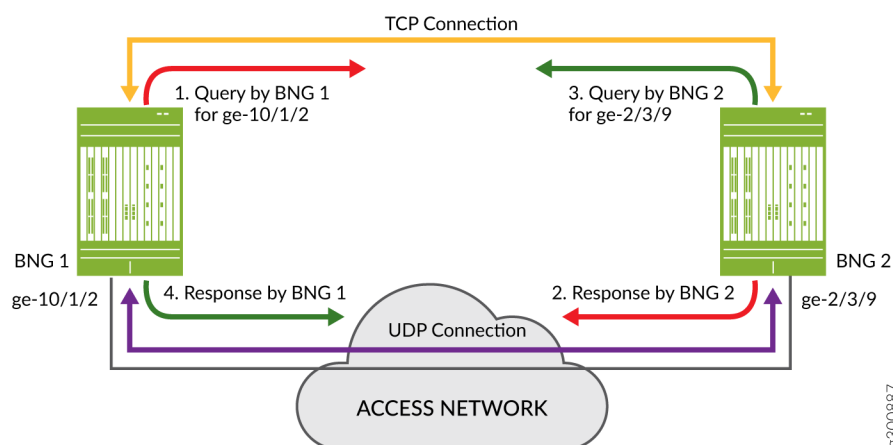 TCP Connection
1. Query by BNG 1
for ge-10/1/2
3. Query by BNG 2
for ge-2/3/9
BNG 1
ge-10/1/2
BNG 2
ge-2/3/9
4. Response by BNG 1
2. Response by BNG 2
UDP Connection
ACCESS NETWORK